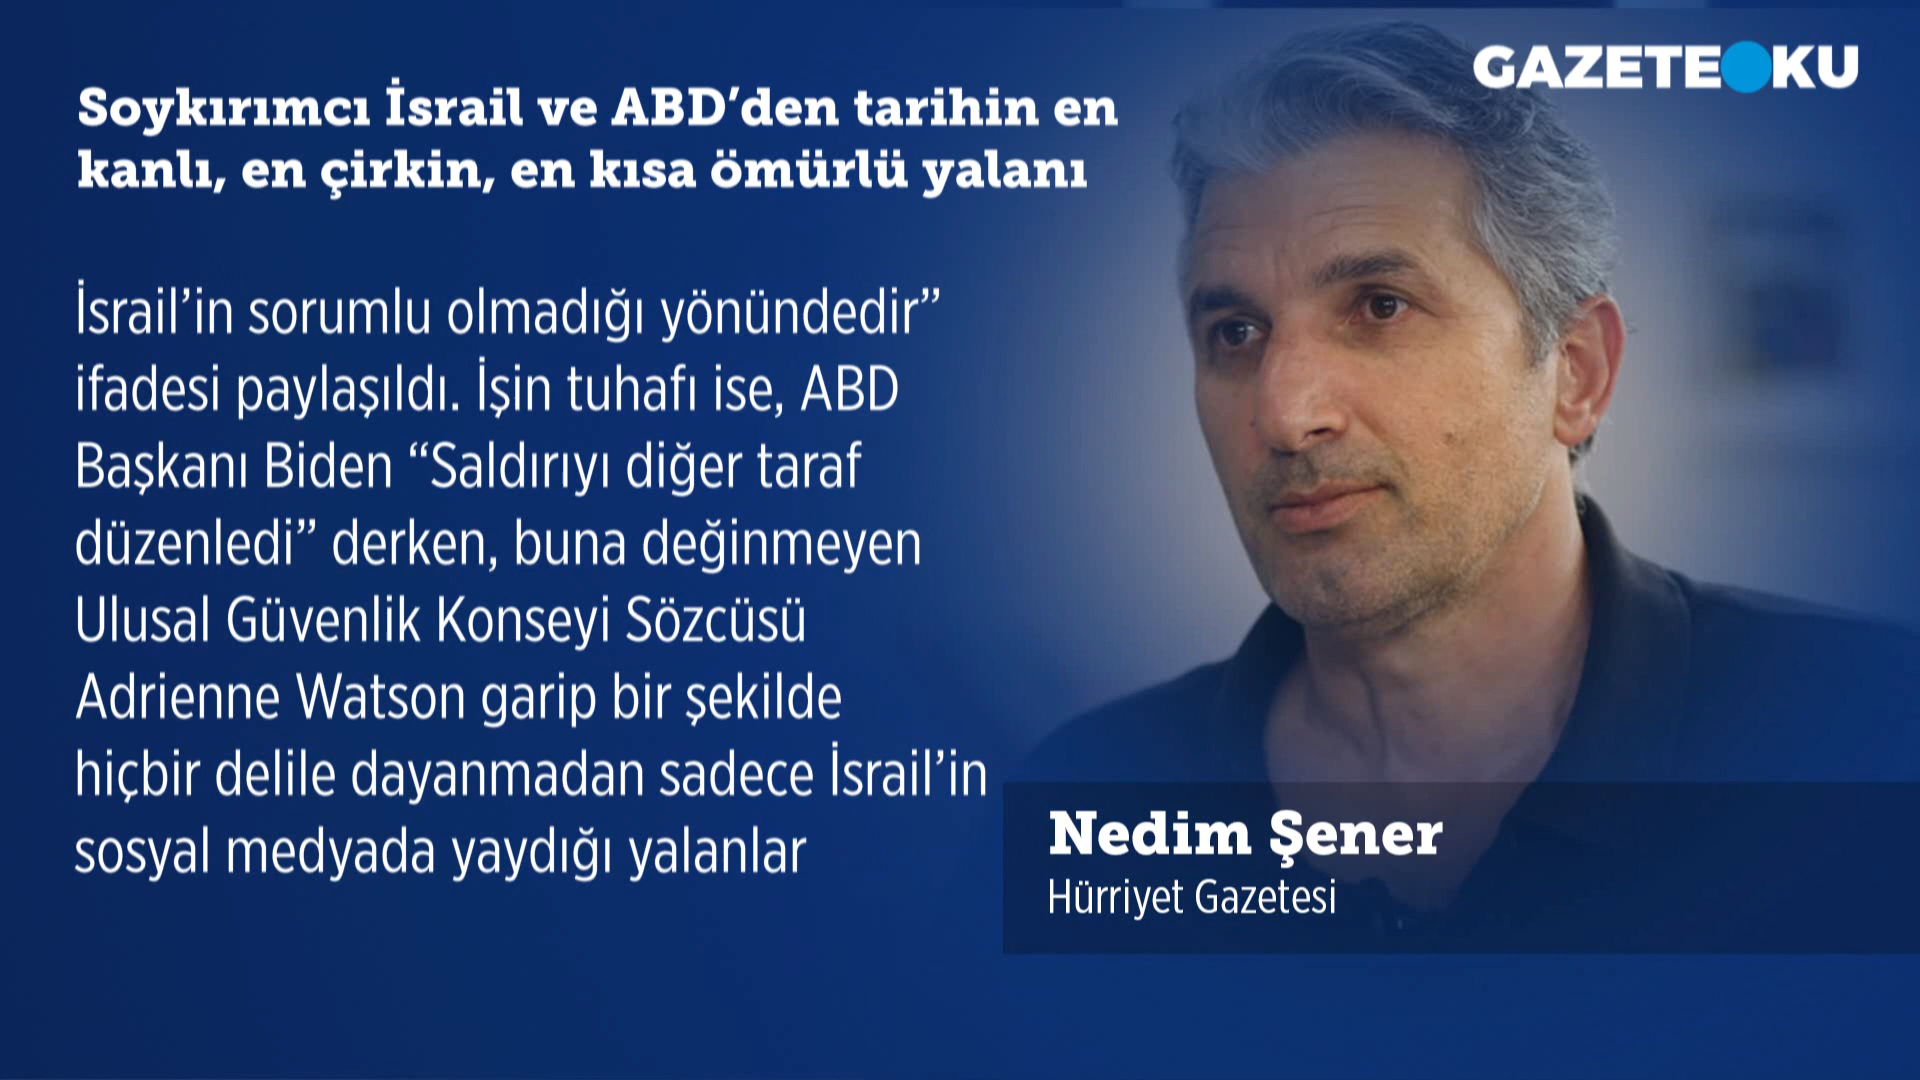 GAZETE OKU
Soykırımcı İsrail ve ABD’den tarihin en
kanlı, en çirkin, en kısa ömürlü yalanı
İsrail’in sorumlu olmadığı yönündedir”
ifadesi paylaşıldı. İşin tuhafı ise, ABD
Başkanı Biden “Saldırıyı diğer taraf
düzenledi” derken, buna değinmeyen
Ulusal Güvenlik Konseyi Sözcüsü
Adrienne Watson garip bir şekilde
hiçbir delile dayanmadan sadece İsrail’in
sosyal medyada yaydığı yalanlar
Nedim Şener
Hürriyet Gazetesi